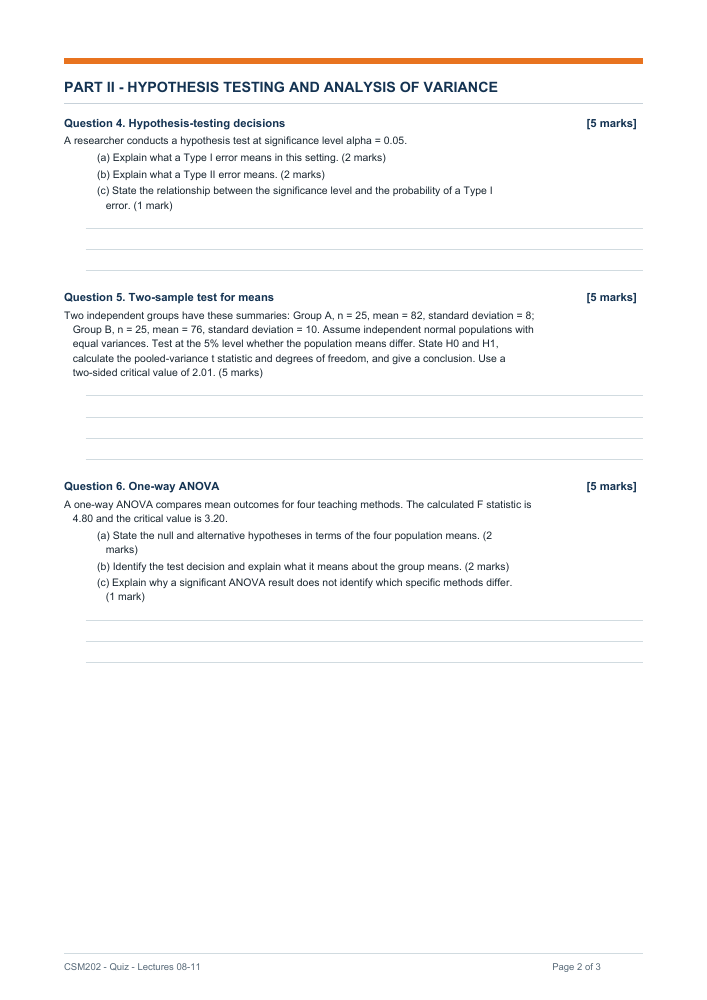 PART II - HYPOTHESIS TESTING AND ANALYSIS OF VARIANCE
Question 4. Hypothesis-testing decisions [5 marks]
A researcher conducts a hypothesis test at significance level alpha = 0.05.
(a) Explain what a Type I error means in this setting. (2 marks)
(b) Explain what a Type II error means. (2 marks)
(c) State the relationship between the significance level and the probability of a Type I
error. (1 mark)
Question 5. Two-sample test for means [5 marks]
Two independent groups have these summaries: Group A, n = 25, mean = 82, standard deviation = 8;
Group B, n = 25, mean = 76, standard deviation = 10. Assume independent normal populations with
equal variances. Test at the 5% level whether the population means differ. State H0 and H1,
calculate the pooled-variance t statistic and degrees of freedom, and give a conclusion. Use a
two-sided critical value of 2.01. (5 marks)
Question 6. One-way ANOVA [5 marks]
A one-way ANOVA compares mean outcomes for four teaching methods. The calculated F statistic is
4.80 and the critical value is 3.20.
(a) State the null and alternative hypotheses in terms of the four population means. (2
marks)
(b) Identify the test decision and explain what it means about the group means. (2 marks)
(c) Explain why a significant ANOVA result does not identify which specific methods differ.
(1 mark)
CSM202 - Quiz - Lectures 08-11 Page 2 of 3